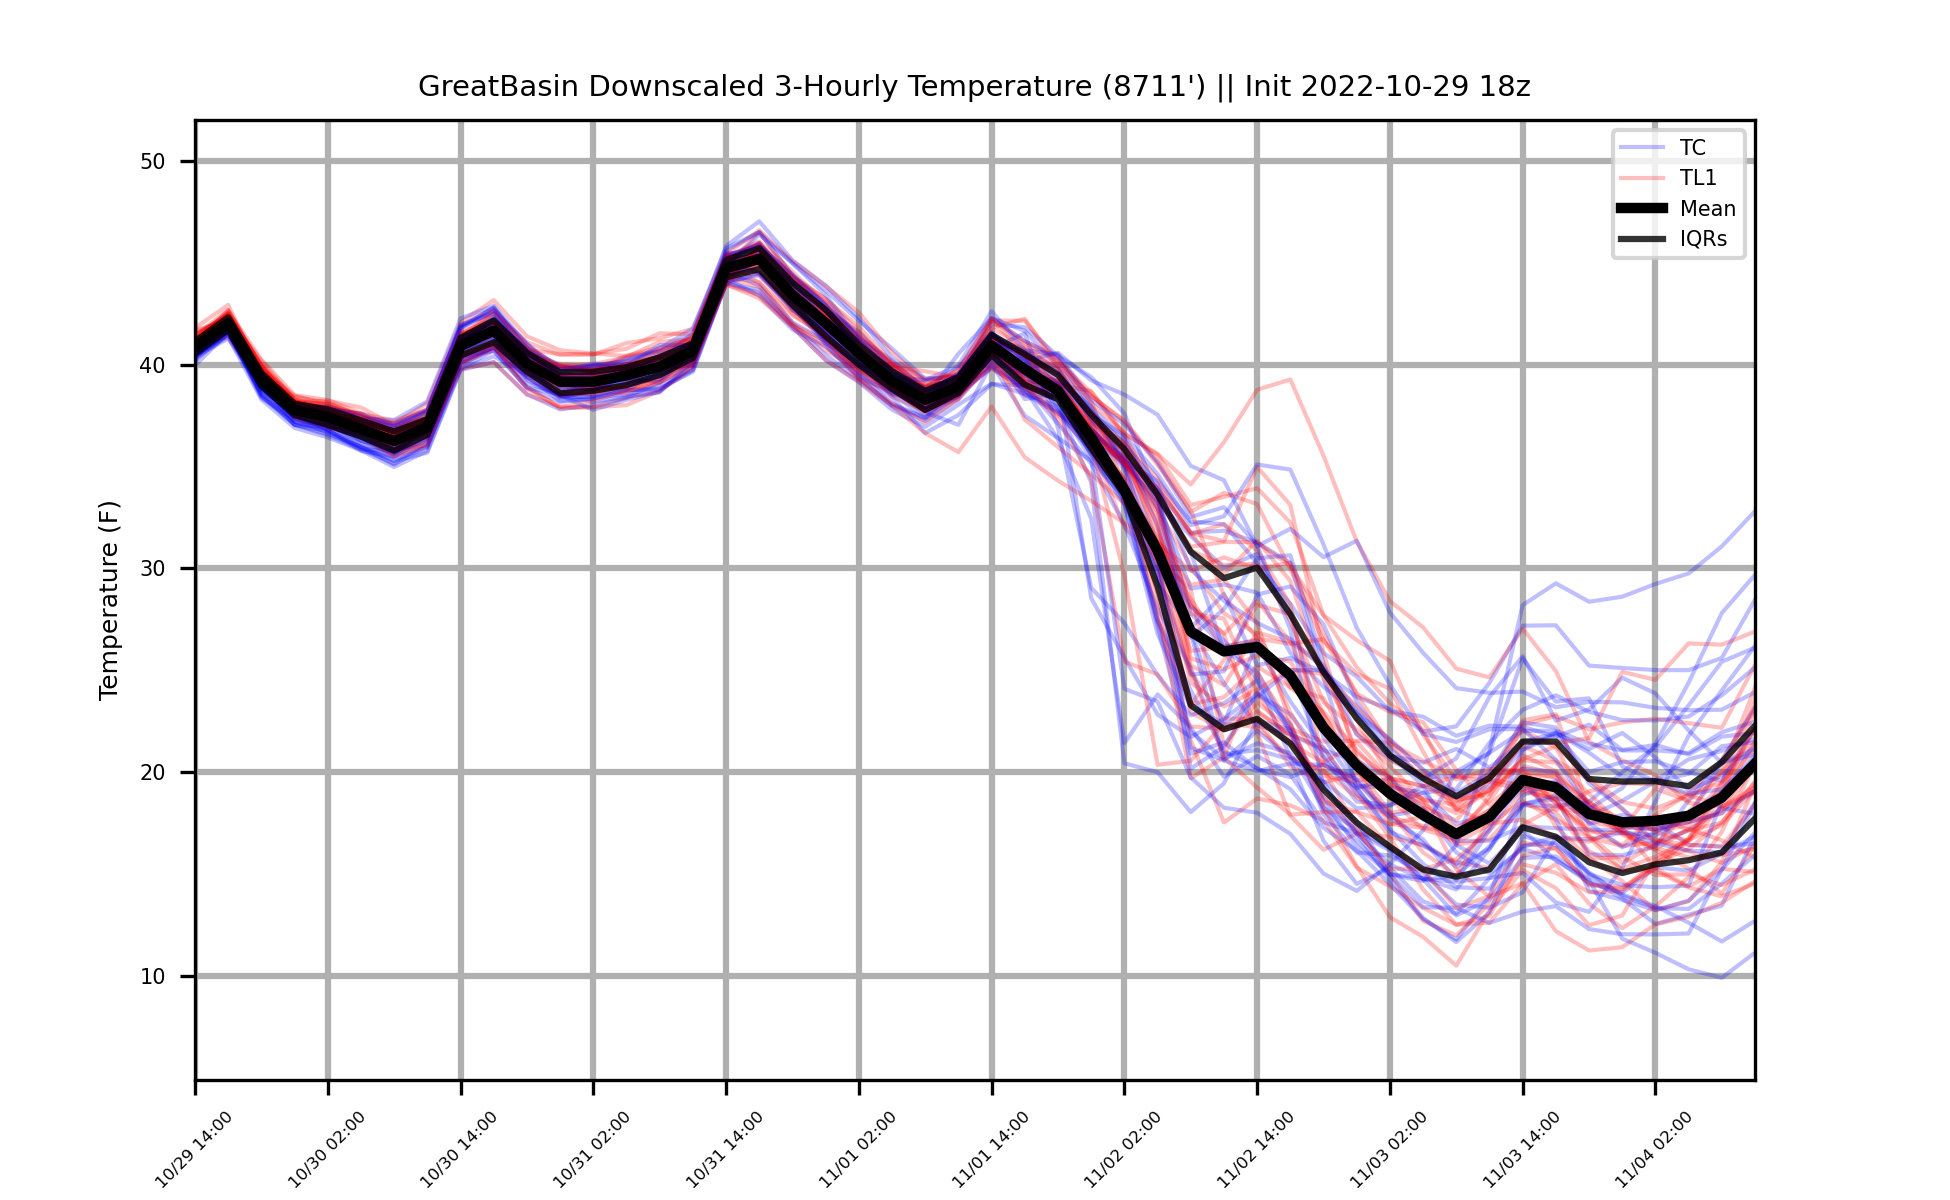 GreatBasin Downscaled 3-Hourly Temperature (8711') || Init 2022-10-29 18z
TC
TL1
Mean
IQRs
Temperature (F)
50
40
30
20
10
10/29 14:00
10/30 02:00
10/30 14:00
10/31 02:00
10/31 14:00
11/01 02:00
11/01 14:00
11/02 02:00
11/02 14:00
11/03 02:00
11/03 14:00
11/04 02:00